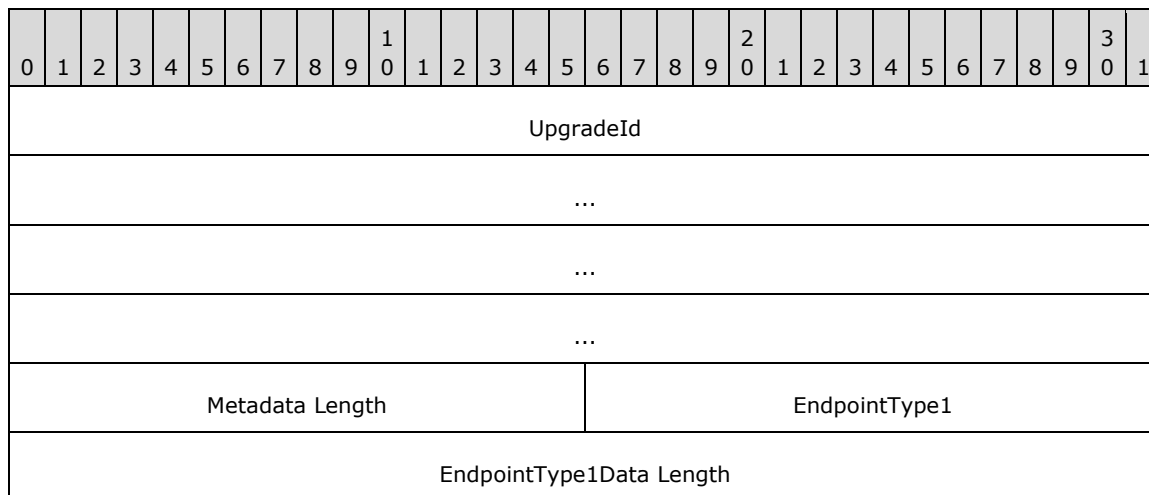 1 2 3
0 1 2 3 4 5 6 7 8 9 0 1 2 3 4 5 6 7 8 9 0 1 2 3 4 5 6 7 8 9 0 1
UpgradeId
...
...
...
Metadata Length EndpointType1
EndpointType1Data Length